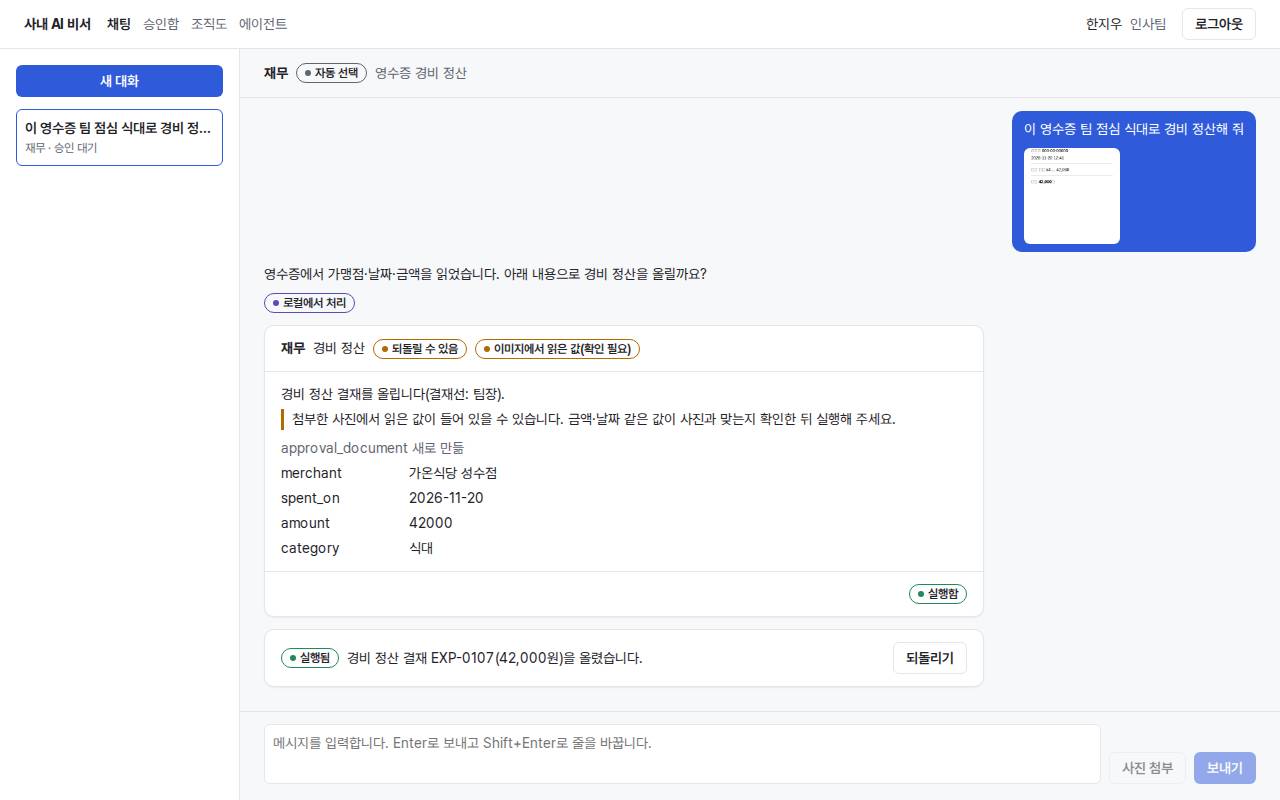 사내 AI 비서 채팅 승인함 조직도 에이전트
한지우 인사팀 로그아웃
새 대화
이 영수증 팀 점심 식대로 경비 정...
재무 · 승인 대기
재무 자동 선택 영수증 경비 정산
이 영수증 팀 점심 식대로 경비 정산해 줘
2026-11-20 12:41
42,000
영수증에서 가맹점·날짜·금액을 읽었습니다. 아래 내용으로 경비 정산을 올릴까요?
로컬에서 처리
재무 경비 정산 되돌릴 수 있음 이미지에서 읽은 값(확인 필요)
경비 정산 결재를 올립니다(결재선: 팀장).
첨부한 사진에서 읽은 값이 들어 있을 수 있습니다. 금액·날짜 같은 값이 사진과 맞는지 확인한 뒤 실행해 주세요.
approval_document 새로 만듦
merchant 가온식당 성수점
spent_on 2026-11-20
amount 42000
category 식대
실행함
실행됨 경비 정산 결재 EXP-0107(42,000원)을 올렸습니다. 되돌리기
메시지를 입력합니다. Enter로 보내고 Shift+Enter로 줄을 바꿉니다.
사진 첨부 보내기